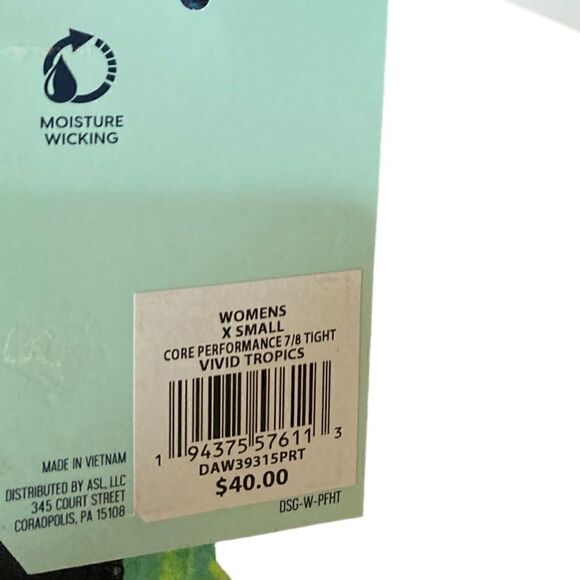 MOISTURE
WICKING
WOMENS
X SMALL
CORE PERFORMANCE 7/8 TIGHT
VIVID TROPICS
1 94375 57611 3
DAW39315PRT
$40.00
MADE IN VIETNAM
DISTRIBUTED BY ASL, LLC
345 COURT STREET
CORAOPOLIS, PA 15108
DSG-W-PFHT